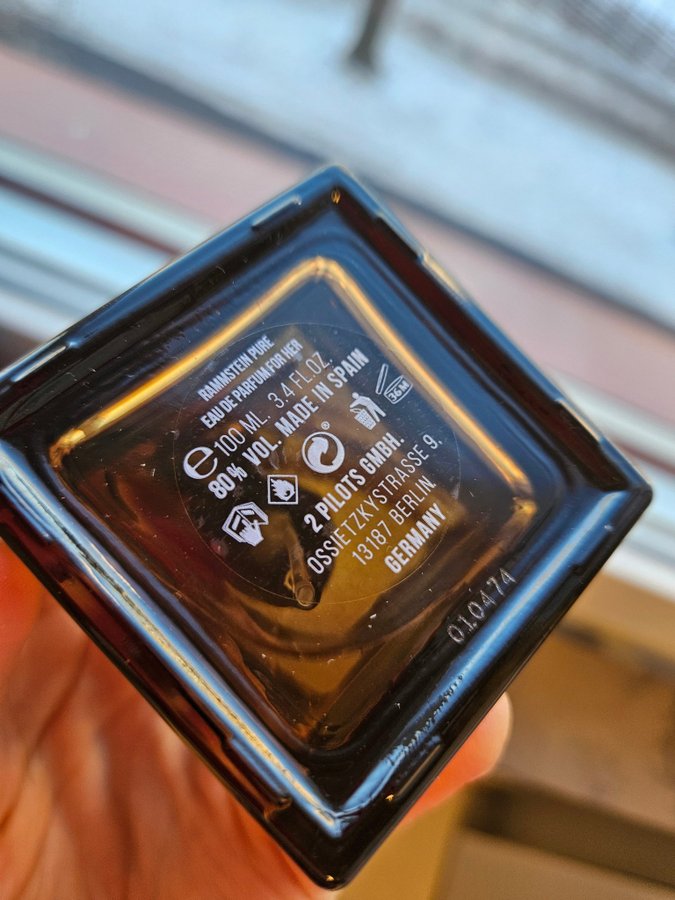 RAMMSTEIN PURE
EAU DE PARFUM FOR HER
℮ 100 ML. 3.4 FL.OZ.
80% VOL. MADE IN SPAIN
36M
2 PILOTS GMBH.
OSSIETZKYSTRASSE 9,
13187 BERLIN
GERMANY
010474